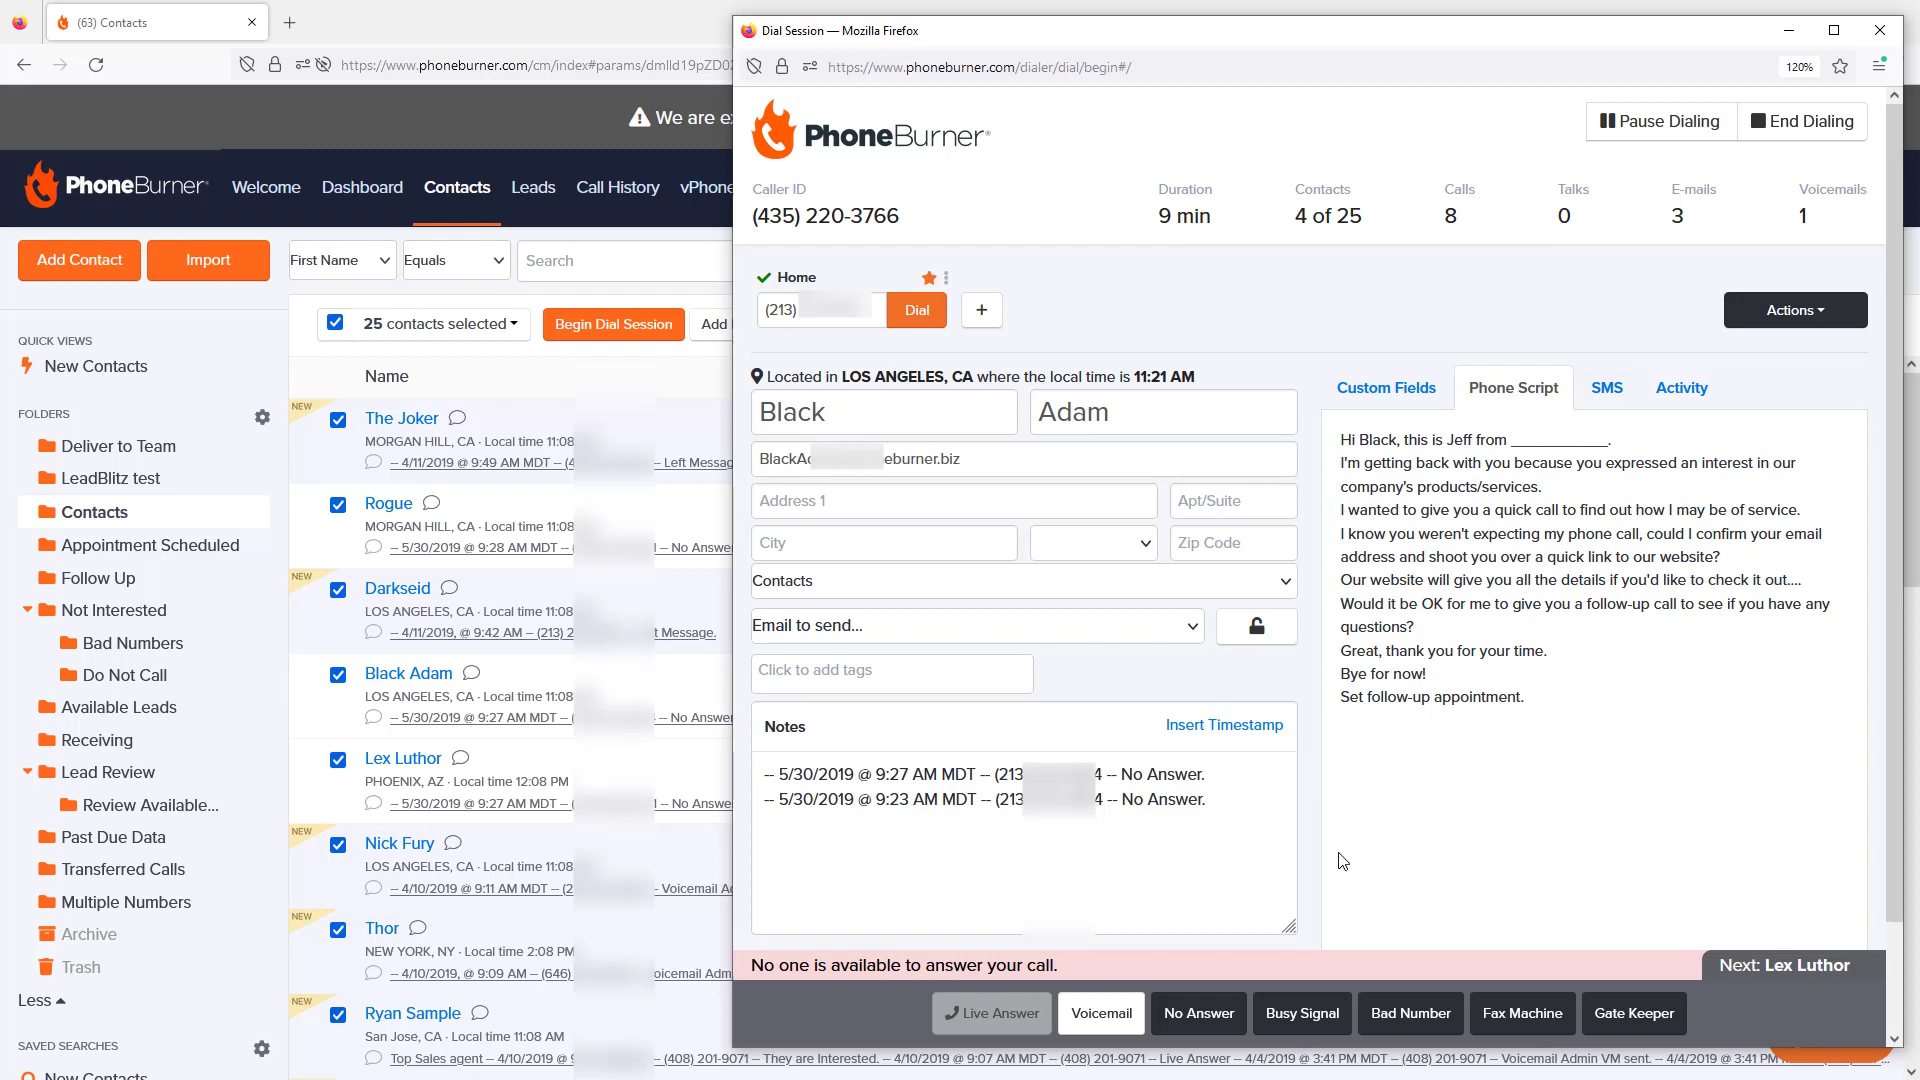 (63) Contacts
https://www.phoneburner.com/cm/index#params/dmlld19pZD0
We are e
PhoneBurner
Welcome
Dashboard
Contacts
Leads
Call History
vPhone
Add Contact
Import
First Name
Equals
Search
25 contacts selected
Begin Dial Session
Add
QUICK VIEWS
New Contacts
FOLDERS
Deliver to Team
LeadBlitz test
Contacts
Appointment Scheduled
Follow Up
Not Interested
Bad Numbers
Do Not Call
Available Leads
Receiving
Lead Review
Review Available...
Past Due Data
Transferred Calls
Multiple Numbers
Archive
Trash
Less
SAVED SEARCHES
New Contacts
Name
NEW
The Joker
MORGAN HILL, CA · Local time 11:08
-- 4/11/2019 @ 9:49 AM MDT -- (4 -- Left Messag
Rogue
MORGAN HILL, CA · Local time 11:08
-- 5/30/2019 @ 9:28 AM MDT -- ( -- No Answe
NEW
Darkseid
LOS ANGELES, CA · Local time 11:08
-- 4/11/2019, @ 9:42 AM -- (213) 2 t Message.
Black Adam
LOS ANGELES, CA · Local time 11:08
-- 5/30/2019 @ 9:27 AM MDT -- ( -- No Answer
Lex Luthor
PHOENIX, AZ · Local time 12:08 PM
-- 5/30/2019 @ 9:27 AM MDT -- ( -- No Answe
NEW
Nick Fury
LOS ANGELES, CA · Local time 11:08
-- 4/10/2019 @ 9:11 AM MDT -- (2 - Voicemail Ad
NEW
Thor
NEW YORK, NY · Local time 2:08 PM
-- 4/10/2019, @ 9:09 AM -- (646) oicemail Adm
NEW
Ryan Sample
San Jose, CA · Local time 11:08 AM
Top Sales agent -- 4/10/2019 @ 9 -- (408) 201-9071 -- They are Interested. -- 4/10/2019 @ 9:07 AM MDT -- (408) 201-9071 -- Live Answer -- 4/4/2019 @ 3:41 PM MDT -- (408) 201-9071 -- Voicemail Admin VM sent. -- 4/4/2019 @ 3:41 PM
Dial Session — Mozilla Firefox
https://www.phoneburner.com/dialer/dial/begin#/
120%
PhoneBurner
Pause Dialing
End Dialing
Caller ID
(435) 220-3766
Duration
9 min
Contacts
4 of 25
Calls
8
Talks
0
E-mails
3
Voicemails
1
Home
(213)
Dial
+
Actions
Located in LOS ANGELES, CA where the local time is 11:21 AM
Black
Adam
BlackAd eburner.biz
Address 1
Apt/Suite
City
Zip Code
Contacts
Email to send...
Click to add tags
Notes
Insert Timestamp
-- 5/30/2019 @ 9:27 AM MDT -- (213 4 -- No Answer.
-- 5/30/2019 @ 9:23 AM MDT -- (213 4 -- No Answer.
Custom Fields
Phone Script
SMS
Activity
Hi Black, this is Jeff from ____________.
I'm getting back with you because you expressed an interest in our
company's products/services.
I wanted to give you a quick call to find out how I may be of service.
I know you weren't expecting my phone call, could I confirm your email
address and shoot you over a quick link to our website?
Our website will give you all the details if you'd like to check it out....
Would it be OK for me to give you a follow-up call to see if you have any
questions?
Great, thank you for your time.
Bye for now!
Set follow-up appointment.
No one is available to answer your call.
Next: Lex Luthor
Live Answer
Voicemail
No Answer
Busy Signal
Bad Number
Fax Machine
Gate Keeper